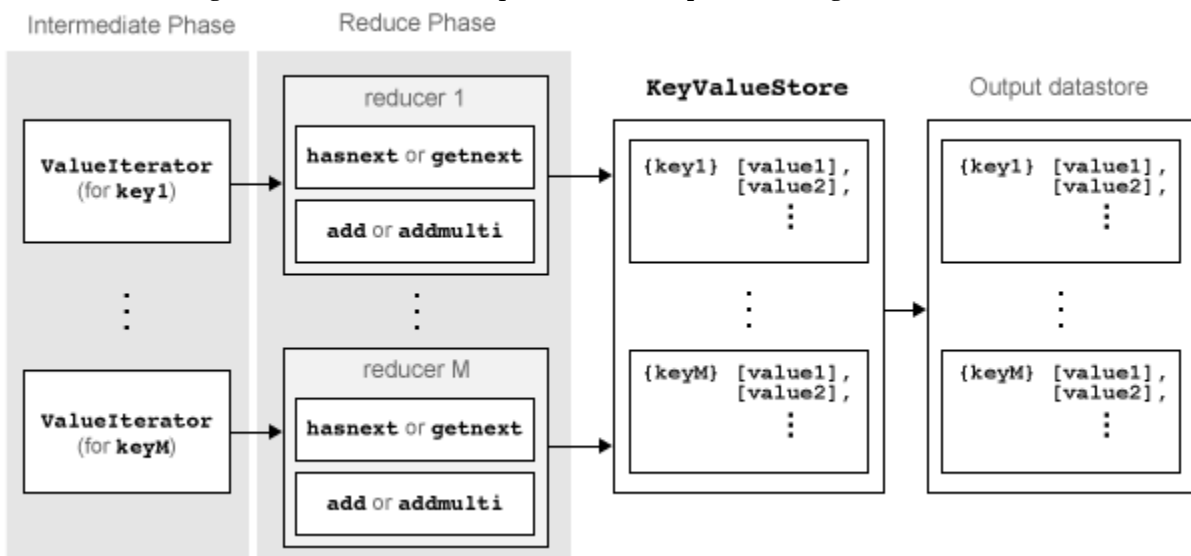 Intermediate Phase
Reduce Phase
ValueIterator
(for key1)
⋮
ValueIterator
(for keyM)
reducer 1
hasnext or getnext
add or addmulti
⋮
reducer M
hasnext or getnext
add or addmulti
KeyValueStore
{key1} [value1],
[value2],
⋮
⋮
{keyM} [value1],
[value2],
⋮
Output datastore
{key1} [value1],
[value2],
⋮
⋮
{keyM} [value1],
[value2],
⋮